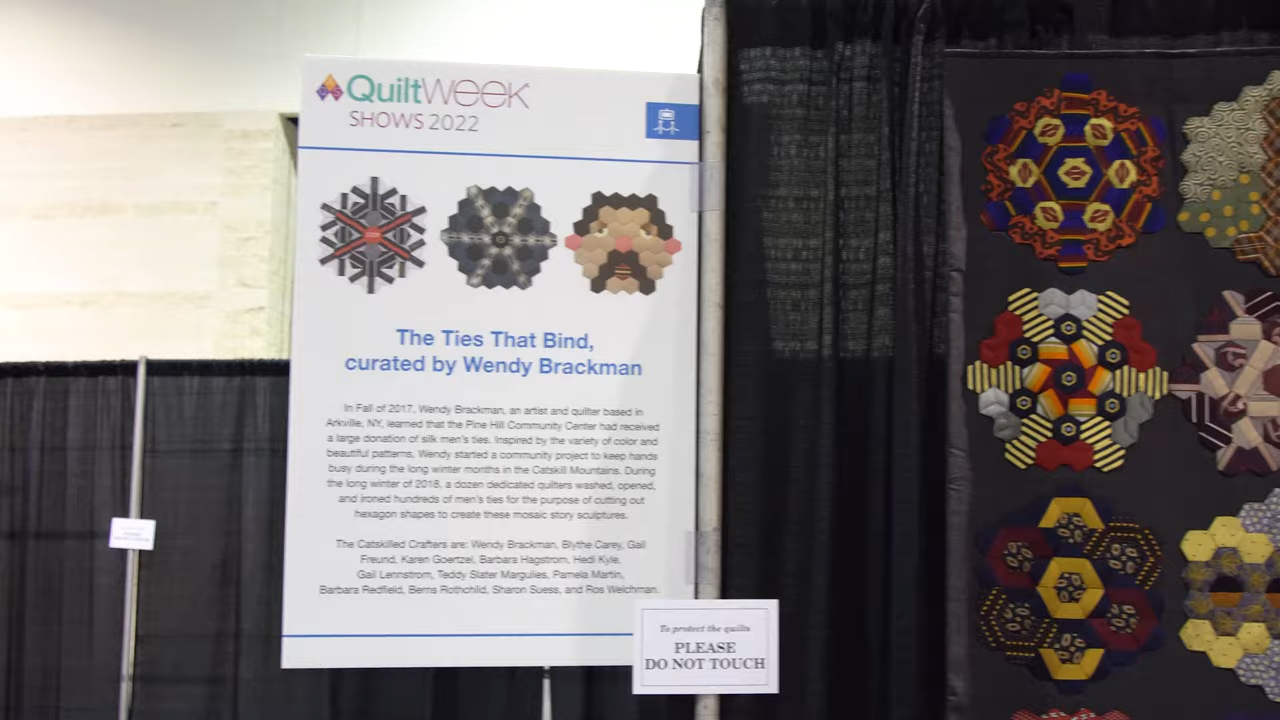 QuiltWEEK
SHOWS 2022
The Ties That Bind,
curated by Wendy Brackman
In Fall of 2017, Wendy Brackman, an artist and quilter based in
Arkville, NY, learned that the Pine Hill Community Center had received
a large donation of silk men's ties. Inspired by the variety of color and
beautiful patterns, Wendy started a community project to keep hands
busy during the long winter months in the Catskill Mountains. During
the long winter of 2018, a dozen dedicated quilters washed, opened,
and ironed hundreds of men's ties for the purpose of cutting out
hexagon shapes to create these mosaic story sculptures.
The Catskilled Crafters are: Wendy Brackman, Blythe Carey, Gail
Freund, Karen Goertzel, Barbara Hagstrom, Hedi Kyle,
Gail Lennstrom, Teddy Slater Margulies, Pamela Martin,
Barbara Redfield, Berns Rothchild, Sharon Suess, and Ros Welchman.
To protect the quilts
PLEASE
DO NOT TOUCH